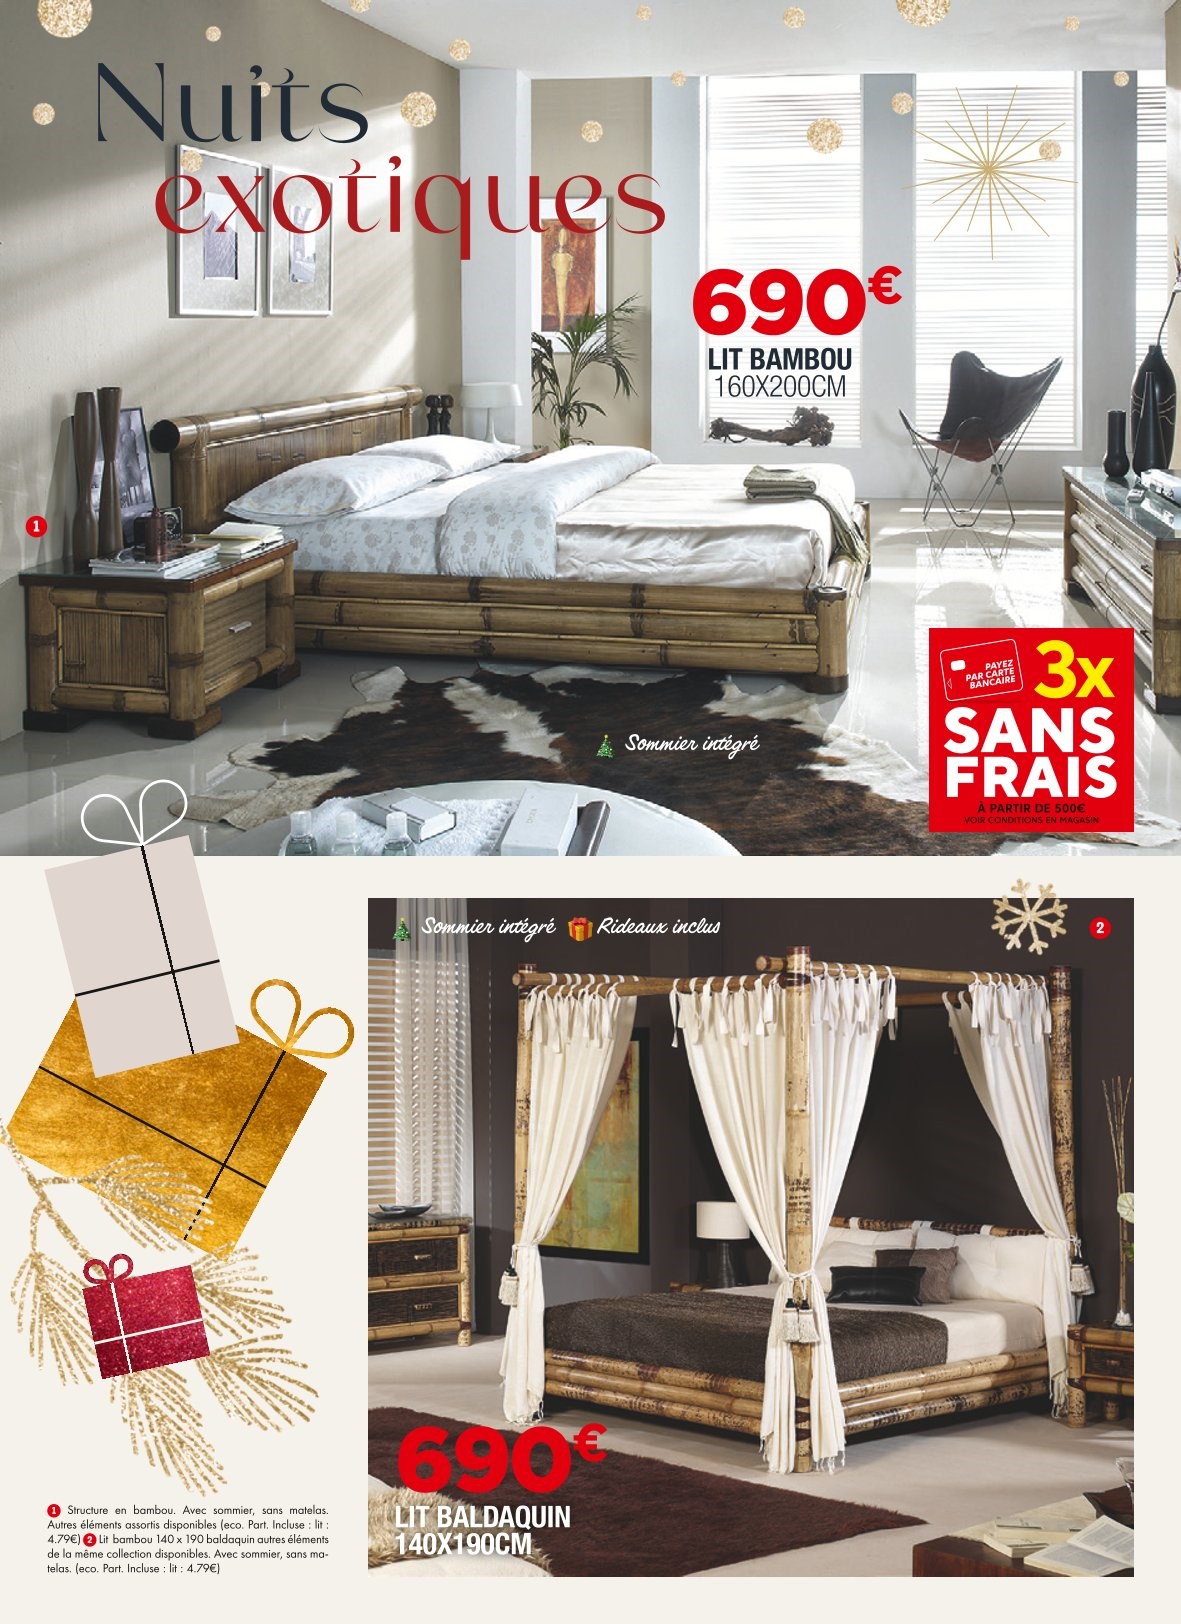 Nuits
exotiques
690€
LIT BAMBOU
160X200CM
1
PAYEZ
PAR CARTE
BANCAIRE
3x
SANS
FRAIS
À PARTIR DE 500€
VOIR CONDITIONS EN MAGASIN
Sommier intégré
Sommier intégré Rideaux inclus
2
690€
LIT BALDAQUIN
140X190CM
1 Structure en bambou. Avec sommier, sans matelas.
Autres éléments assortis disponibles (eco. Part. Incluse : lit :
4.79€) 2 Lit bambou 140 x 190 baldaquin autres éléments
de la même collection disponibles. Avec sommier, sans ma-
telas. (eco. Part. Incluse : lit : 4.79€)